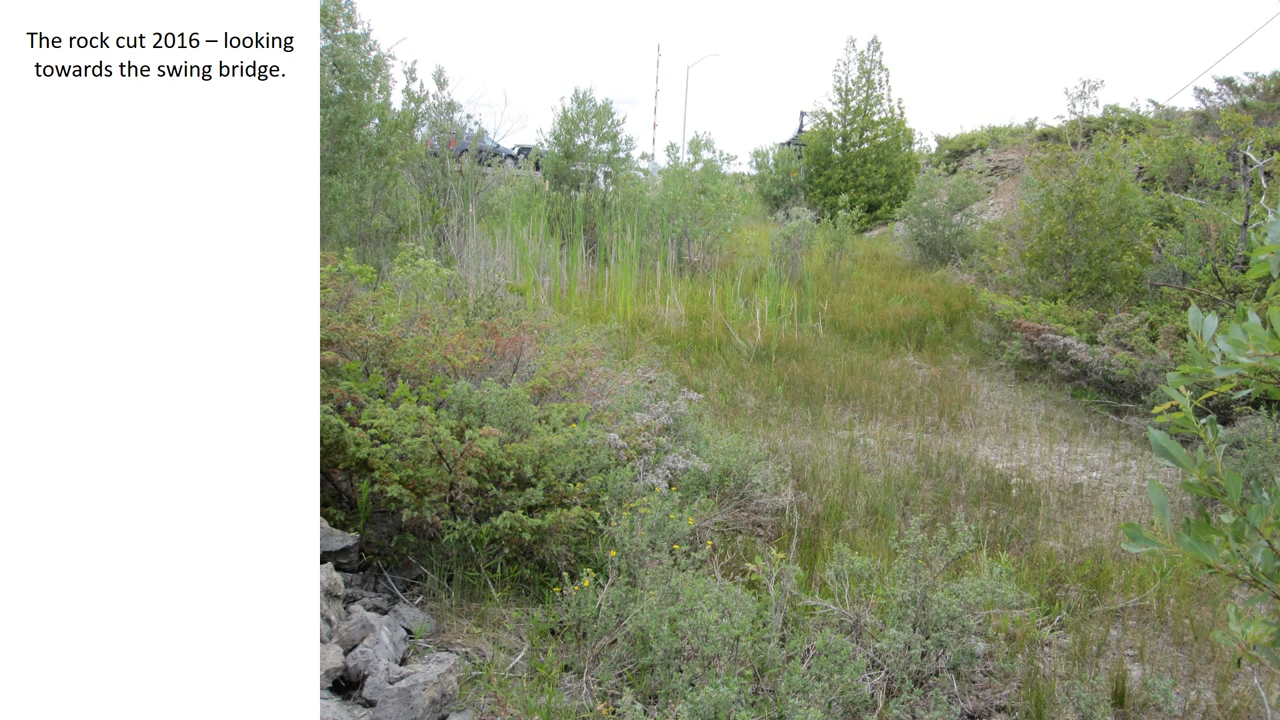 The rock cut 2016 – looking
towards the swing bridge.